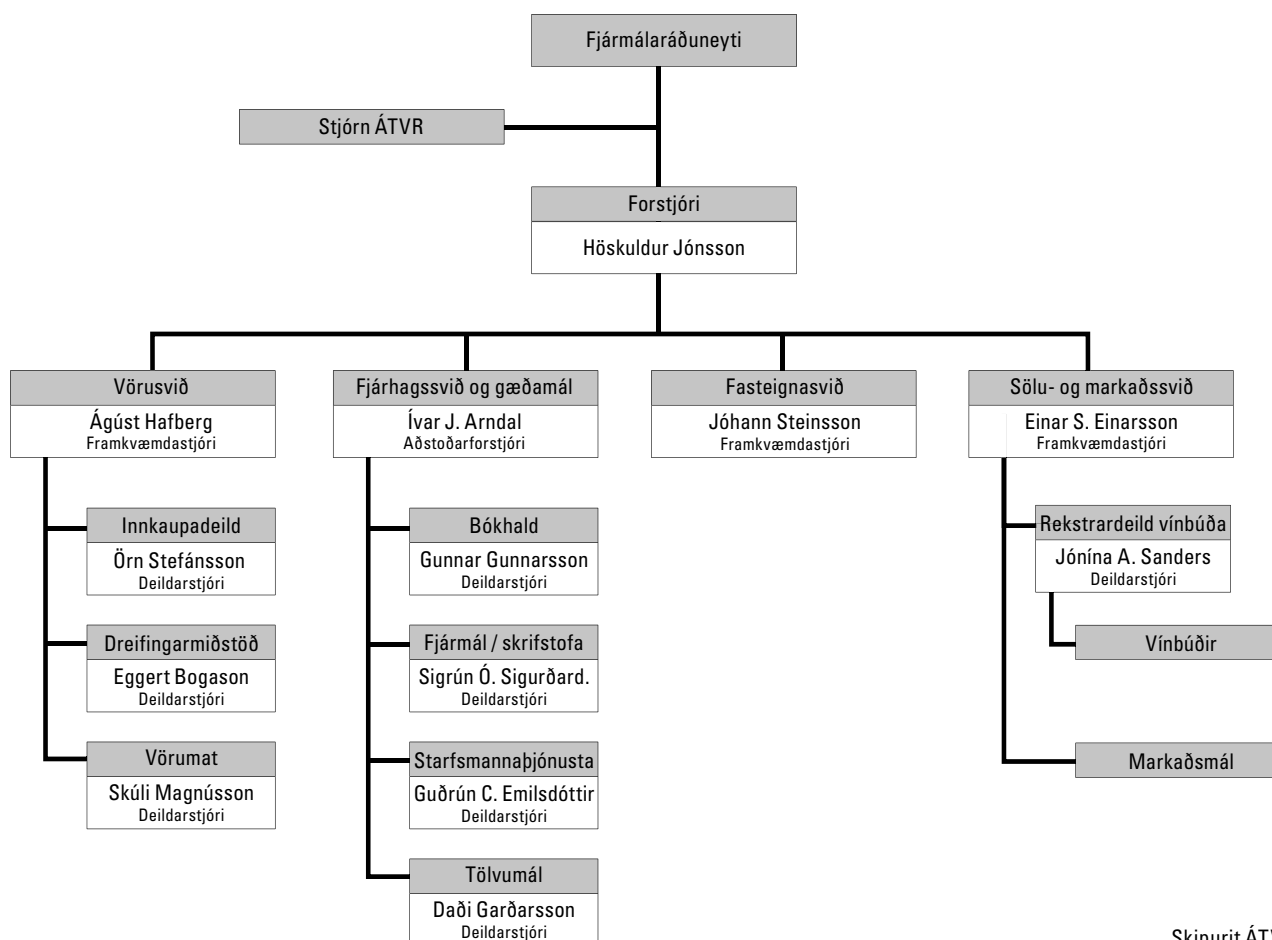 Fjármálaráðuneyti
Stjórn ÁTVR
Forstjóri
Höskuldur Jónsson
Vörusvið
Ágúst Hafberg
Framkvæmdastjóri
Fjárhagssvið og gæðamál
Ívar J. Arndal
Aðstoðarforstjóri
Fasteignasvið
Jóhann Steinsson
Framkvæmdastjóri
Sölu- og markaðssvið
Einar S. Einarsson
Framkvæmdastjóri
Innkaupadeild
Örn Stefánsson
Deildarstjóri
Dreifingarmiðstöð
Eggert Bogason
Deildarstjóri
Vörumat
Skúli Magnússon
Deildarstjóri
Bókhald
Gunnar Gunnarsson
Deildarstjóri
Fjármál / skrifstofa
Sigrún Ó. Sigurðard.
Deildarstjóri
Starfsmannaþjónusta
Guðrún C. Emilsdóttir
Deildarstjóri
Tölvumál
Daði Garðarsson
Deildarstjóri
Rekstrardeild vínbúða
Jónína A. Sanders
Deildarstjóri
Vínbúðir
Markaðsmál
Skipurit